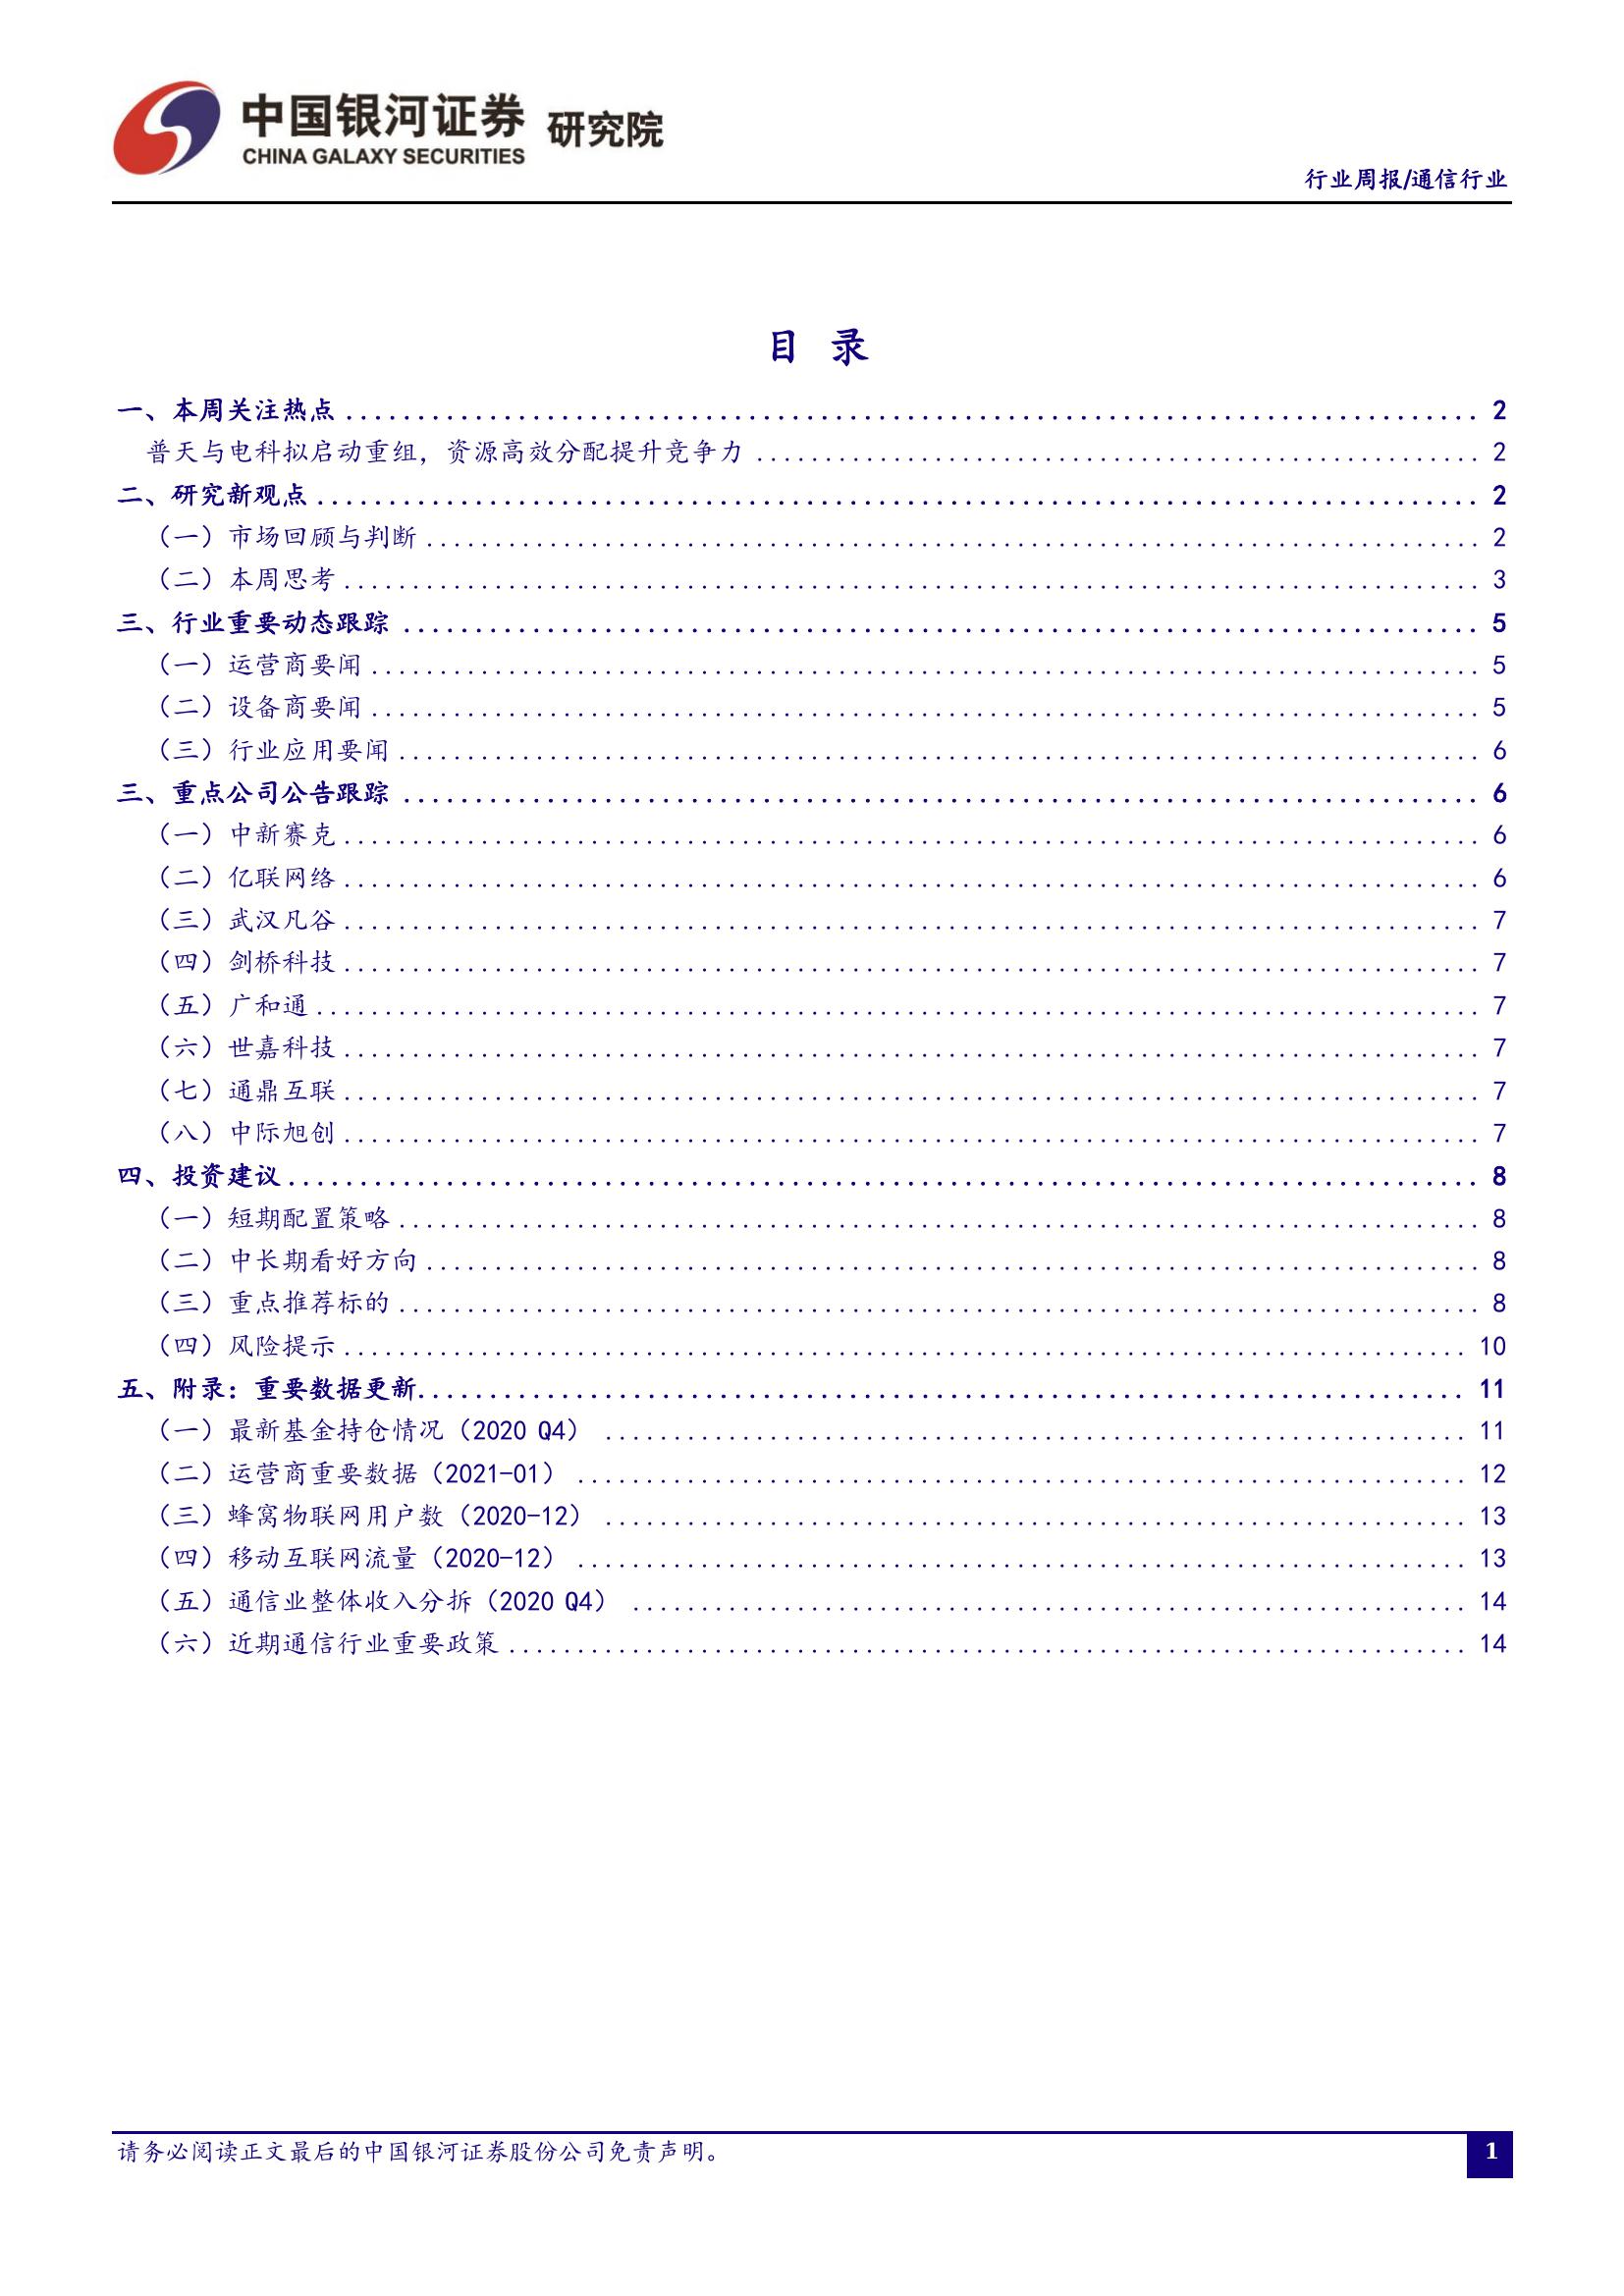 中国银河证券 研究院
CHINA GALAXY SECURITIES
行业周报/通信行业
目 录
一、本周关注热点 ........ 2
普天与电科拟启动重组，资源高效分配提升竞争力 ........ 2
二、研究新观点 ........ 2
（一）市场回顾与判断 ........ 2
（二）本周思考 ........ 3
三、行业重要动态跟踪 ........ 5
（一）运营商要闻 ........ 5
（二）设备商要闻 ........ 5
（三）行业应用要闻 ........ 6
三、重点公司公告跟踪 ........ 6
（一）中新赛克 ........ 6
（二）亿联网络 ........ 6
（三）武汉凡谷 ........ 7
（四）剑桥科技 ........ 7
（五）广和通 ........ 7
（六）世嘉科技 ........ 7
（七）通鼎互联 ........ 7
（八）中际旭创 ........ 7
四、投资建议 ........ 8
（一）短期配置策略 ........ 8
（二）中长期看好方向 ........ 8
（三）重点推荐标的 ........ 8
（四）风险提示 ........ 10
五、附录：重要数据更新 ........ 11
（一）最新基金持仓情况（2020 Q4） ........ 11
（二）运营商重要数据（2021-01） ........ 12
（三）蜂窝物联网用户数（2020-12） ........ 13
（四）移动互联网流量（2020-12） ........ 13
（五）通信业整体收入分拆（2020 Q4） ........ 14
（六）近期通信行业重要政策 ........ 14
请务必阅读正文最后的中国银河证券股份公司免责声明。
1